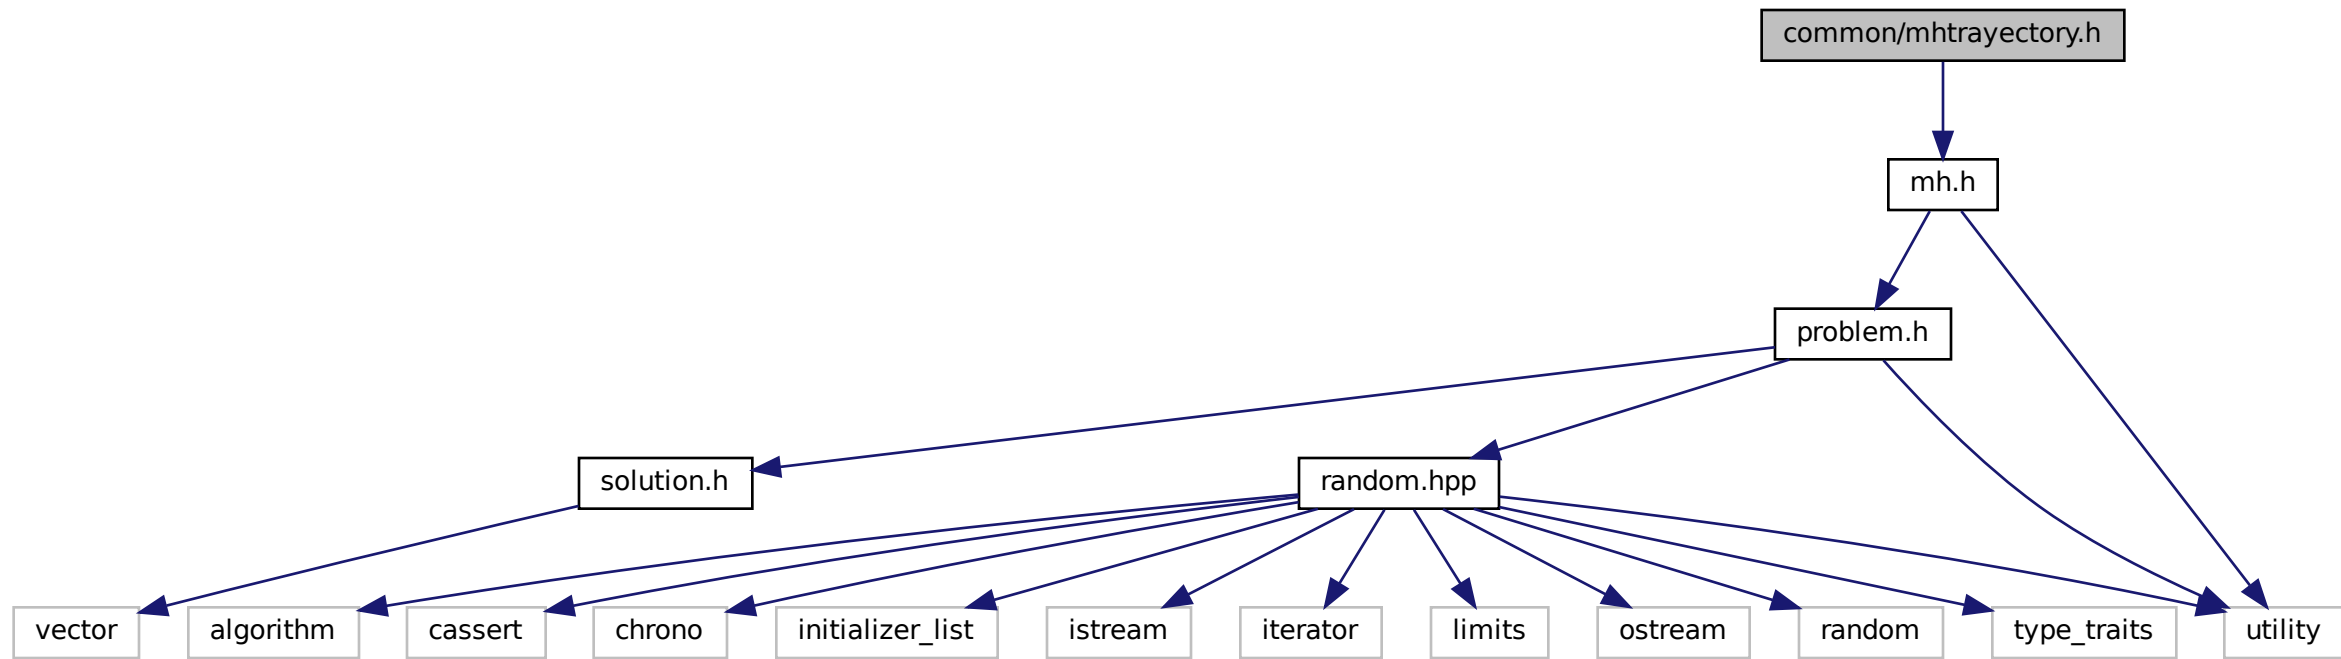 common/mhtrayectory.h
mh.h
problem.h
solution.h
random.hpp
vector
algorithm
cassert
chrono
initializer_list
istream
iterator
limits
ostream
random
type_traits
utility